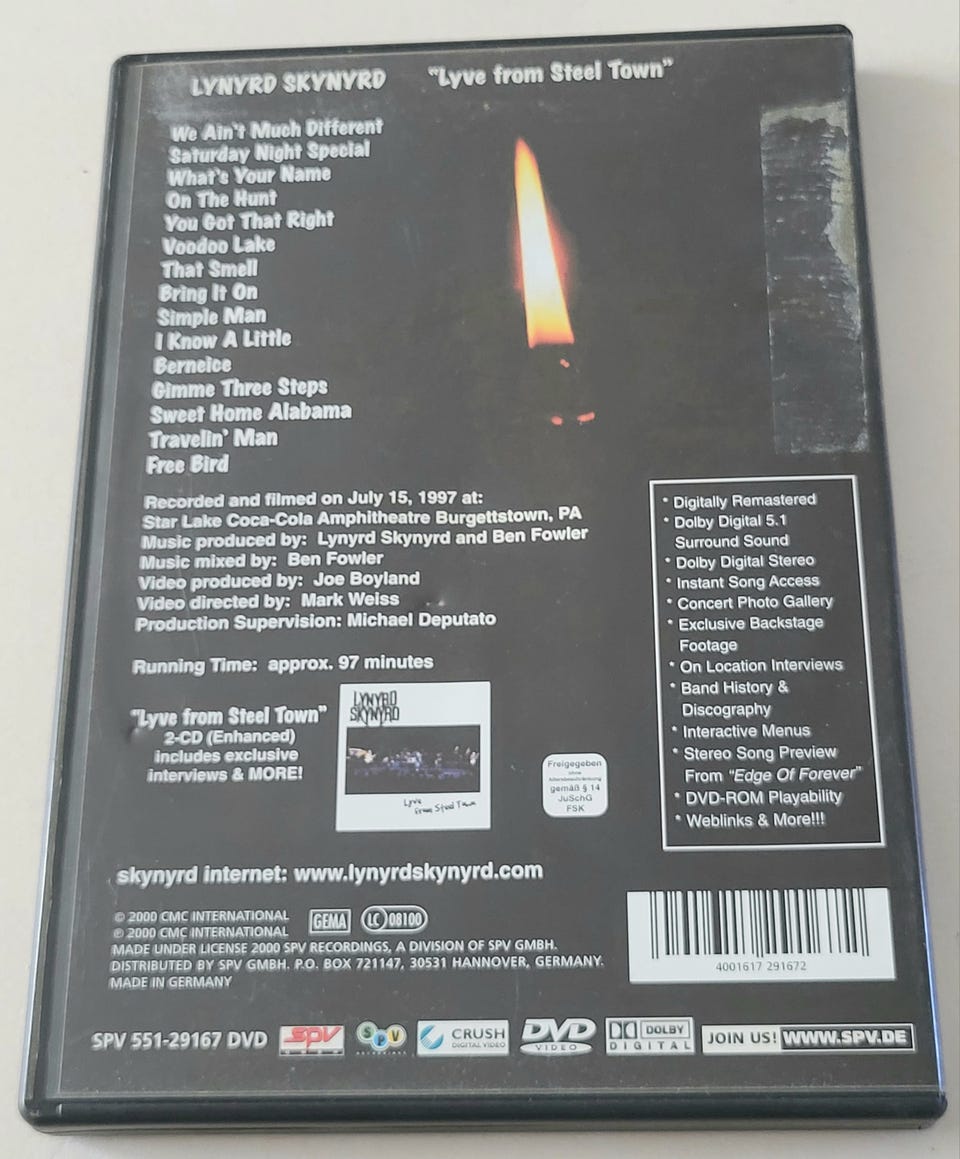 LYNYRD SKYNYRD "Lyve from Steel Town"
We Ain't Much Different
Saturday Night Special
What's Your Name
On The Hunt
You Got That Right
Voodoo Lake
That Smell
Bring It On
Simple Man
I Know A Little
Berneice
Gimme Three Steps
Sweet Home Alabama
Travelin' Man
Free Bird
Recorded and filmed on July 15, 1997 at:
Star Lake Coca-Cola Amphitheatre Burgettstown, PA
Music produced by: Lynyrd Skynyrd and Ben Fowler
Music mixed by: Ben Fowler
Video produced by: Joe Boyland
Video directed by: Mark Weiss
Production Supervision: Michael Deputato
Running Time: approx. 97 minutes
"Lyve from Steel Town"
2-CD (Enhanced)
includes exclusive
interviews & MORE!
LYNYRD
SKYNYRD
Lyve
from Steel Town
Freigegeben
ohne
Altersbeschränkung
gemäß § 14
JuSchG
FSK
* Digitally Remastered
* Dolby Digital 5.1
Surround Sound
* Dolby Digital Stereo
* Instant Song Access
* Concert Photo Gallery
* Exclusive Backstage
Footage
* On Location Interviews
* Band History &
Discography
* Interactive Menus
* Stereo Song Preview
From "Edge Of Forever"
* DVD-ROM Playability
* Weblinks & More!!!
skynyrd internet: www.lynyrdskynyrd.com
© 2000 CMC INTERNATIONAL
℗ 2000 CMC INTERNATIONAL
GEMA LC 08100
MADE UNDER LICENSE 2000 SPV RECORDINGS, A DIVISION OF SPV GMBH.
DISTRIBUTED BY SPV GMBH. P.O. BOX 721147, 30531 HANNOVER, GERMANY.
MADE IN GERMANY
4001617 291672
SPV 551-29167 DVD
spv
SPV
CRUSH
DIGITAL VIDEO
DVD
VIDEO
DOLBY
DIGITAL
JOIN US! WWW.SPV.DE